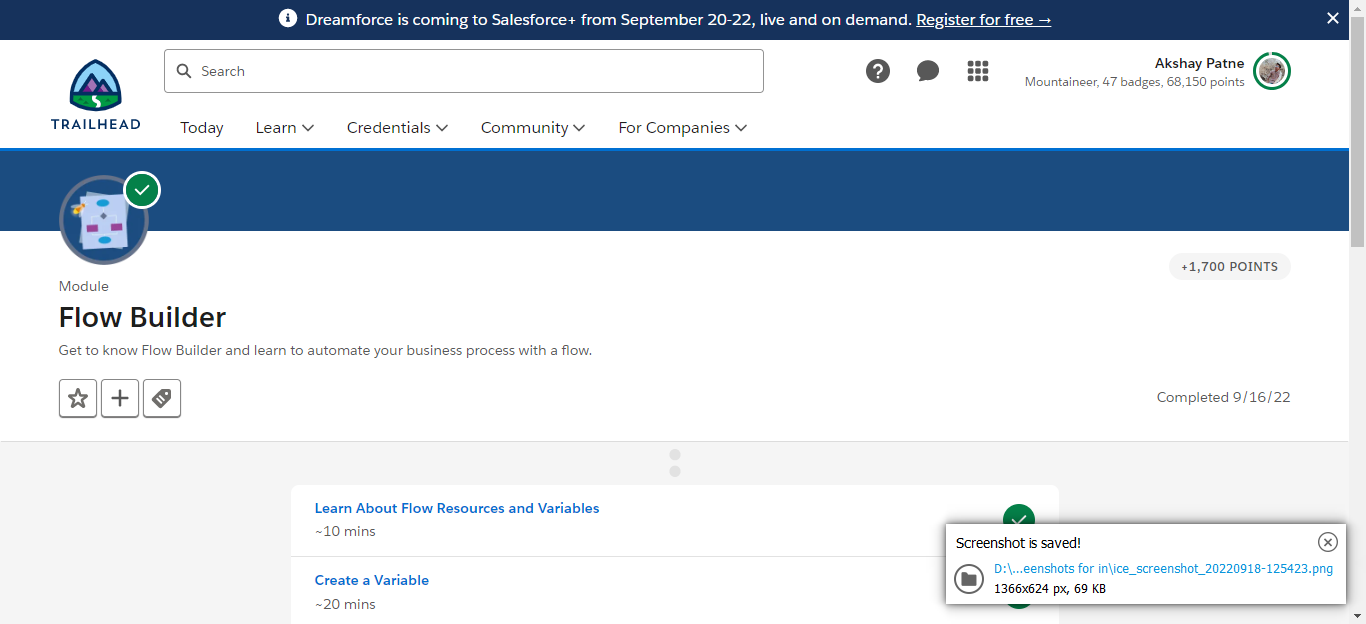 Dreamforce is coming to Salesforce+ from September 20-22, live and on demand. Register for free →
Search
Akshay Patne
Mountaineer, 47 badges, 68,150 points
TRAILHEAD
Today Learn Credentials Community For Companies
+1,700 POINTS
Module
Flow Builder
Get to know Flow Builder and learn to automate your business process with a flow.
Completed 9/16/22
Learn About Flow Resources and Variables
~10 mins
Create a Variable
~20 mins
Screenshot is saved!
D:\...eenshots for in\ice_screenshot_20220918-125423.png
1366x624 px, 69 KB